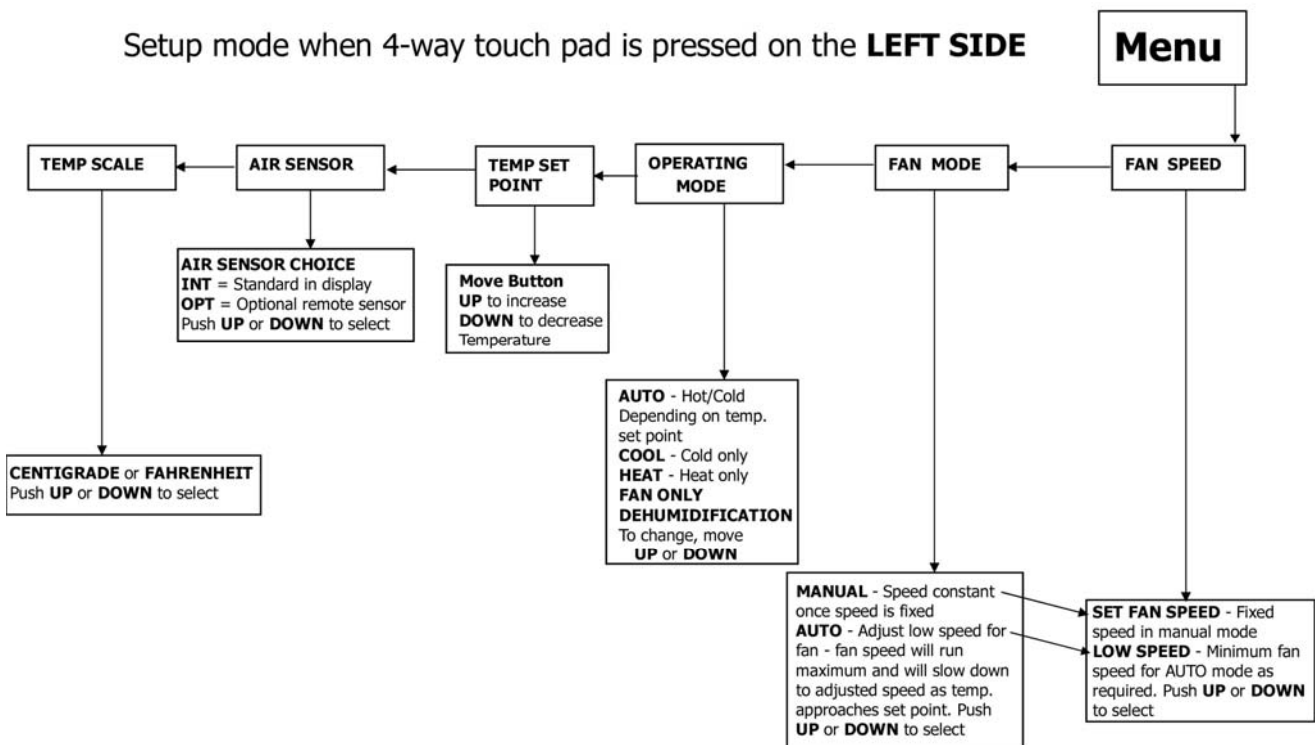 Setup mode when 4-way touch pad is pressed on the LEFT SIDE
Menu
TEMP SCALE
AIR SENSOR
TEMP SET
POINT
OPERATING
MODE
FAN MODE
FAN SPEED
AIR SENSOR CHOICE
INT = Standard in display
OPT = Optional remote sensor
Push UP or DOWN to select
Move Button
UP to increase
DOWN to decrease
Temperature
AUTO - Hot/Cold
Depending on temp.
set point
COOL - Cold only
HEAT - Heat only
FAN ONLY
DEHUMIDIFICATION
To change, move
UP or DOWN
CENTIGRADE or FAHRENHEIT
Push UP or DOWN to select
MANUAL - Speed constant
once speed is fixed
AUTO - Adjust low speed for
fan - fan speed will run
maximum and will slow down
to adjusted speed as temp.
approaches set point. Push
UP or DOWN to select
SET FAN SPEED - Fixed
speed in manual mode
LOW SPEED - Minimum fan
speed for AUTO mode as
required. Push UP or DOWN
to select